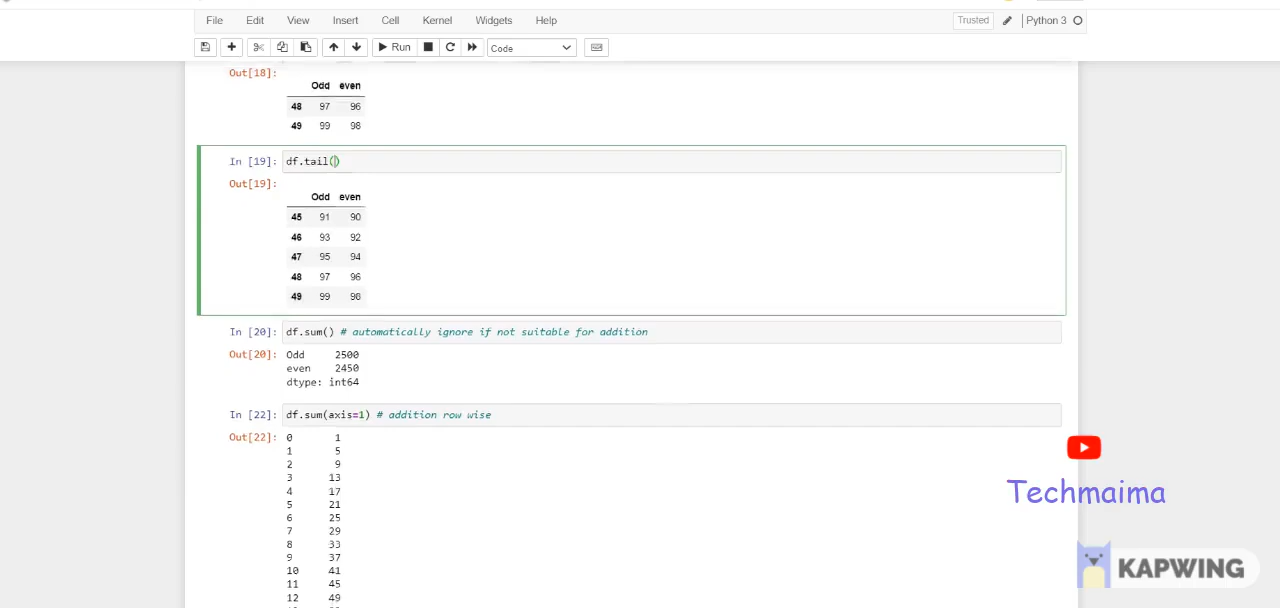 File Edit View Insert Cell Kernel Widgets Help Trusted Python 3
Run Code
Out[18]:
Odd even
48 97 96
49 99 98
In [19]: df.tail()
Out[19]:
Odd even
45 91 90
46 93 92
47 95 94
48 97 96
49 99 98
In [20]: df.sum() # automatically ignore if not suitable for addition
Out[20]: Odd 2500
even 2450
dtype: int64
In [22]: df.sum(axis=1) # addition row wise
Out[22]: 0 1
1 5
2 9
3 13
4 17
5 21
6 25
7 29
8 33
9 37
10 41
11 45
12 49
Techmaima
KAPWING